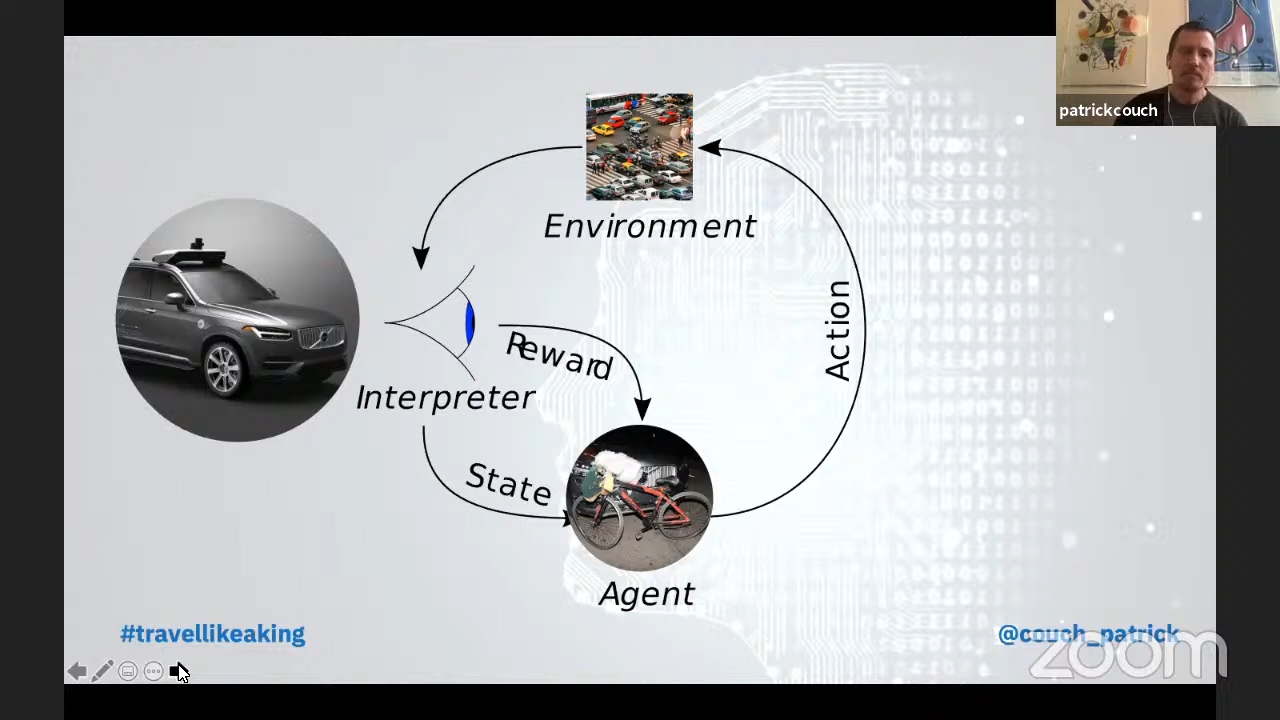 patrickcouch
Environment
Action
Reward
Interpreter
State
Agent
#travellikeaking
@couch_patrick
zoom